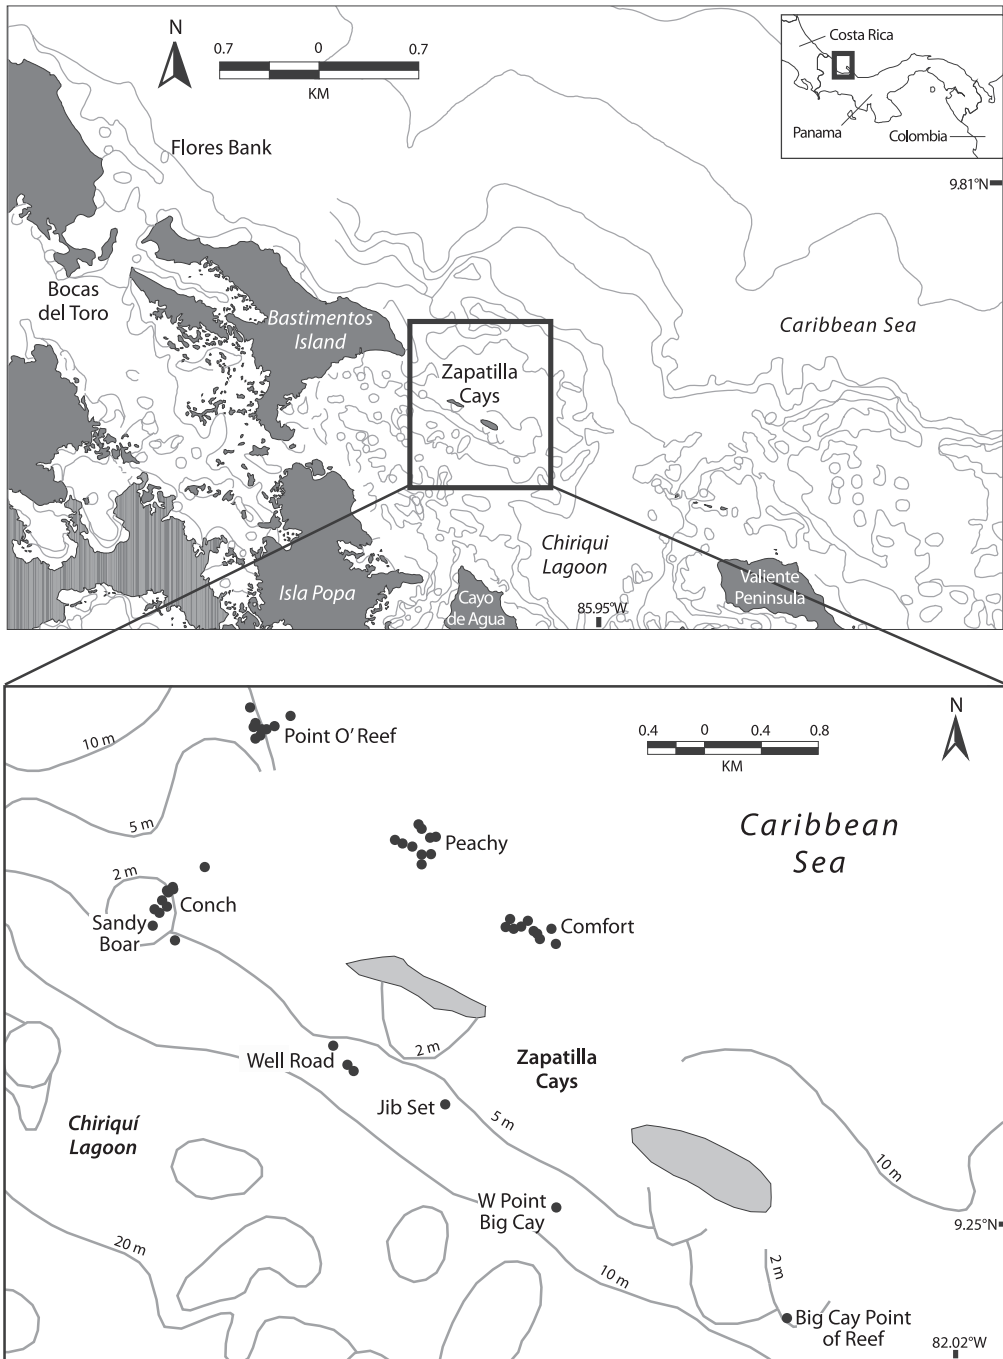 N
0.7 0 0.7
KM
Costa Rica
Panama
Colombia
Flores Bank
9.81°N
Bocas
del Toro
Bastimentos
Island
Caribbean Sea
Zapatilla
Cays
Chiriqui
Lagoon
Isla Popa
Cayo
de Agua
85.95°W
Valiente
Peninsula
N
0.4 0 0.4 0.8
KM
10 m
Point O' Reef
5 m
Peachy
Caribbean
Sea
2 m
Conch
Sandy
Boar
Comfort
2 m
Well Road
Zapatilla
Cays
Jib Set
5 m
Chiriquí
Lagoon
10 m
W Point
Big Cay
9.25°N
20 m
10 m
2 m
Big Cay Point
of Reef
82.02°W